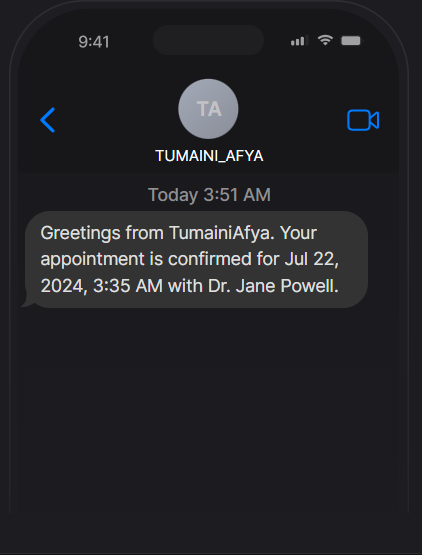 9:41
TA
TUMAINI_AFYA
Today 3:51 AM
Greetings from TumainiAfya. Your
appointment is confirmed for Jul 22,
2024, 3:35 AM with Dr. Jane Powell.